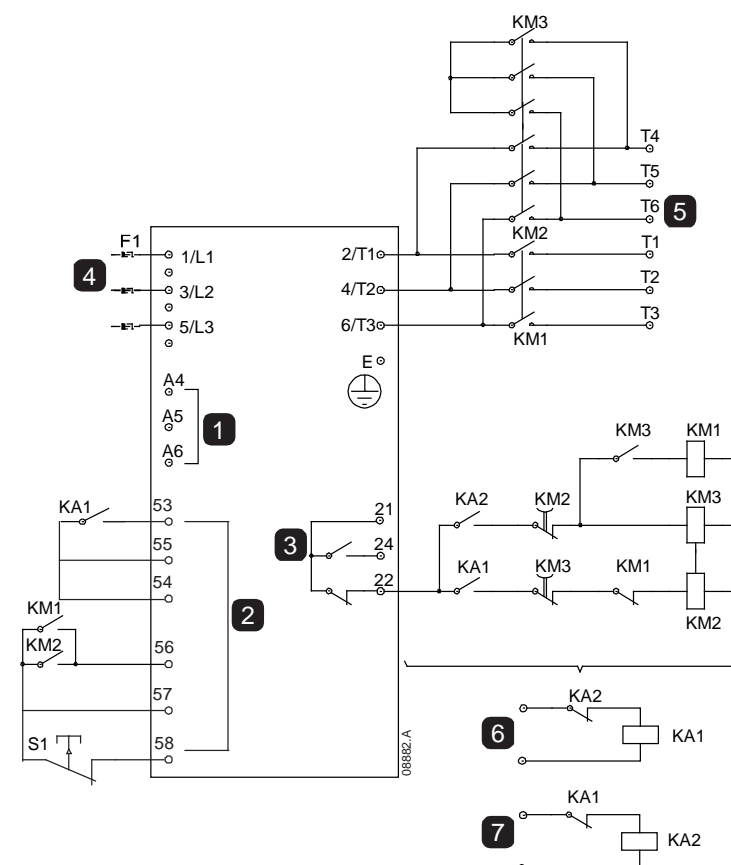 KM3
T4
T5
T6 5
KM2
F1
1/L1 2/T1 T1
4
3/L2 4/T2 T2
5/L3 6/T3 T3
KM1
E
A4
A5 1
A6
KM3 KM1
KA1 53 21 KA2 KM2 KM3
55 3 24
54 22 KA1 KM3 KM1
KM1 2 KM2
KM2 56
57
S1 58
08882.A
KA2
6 KA1
KA1
7 KA2